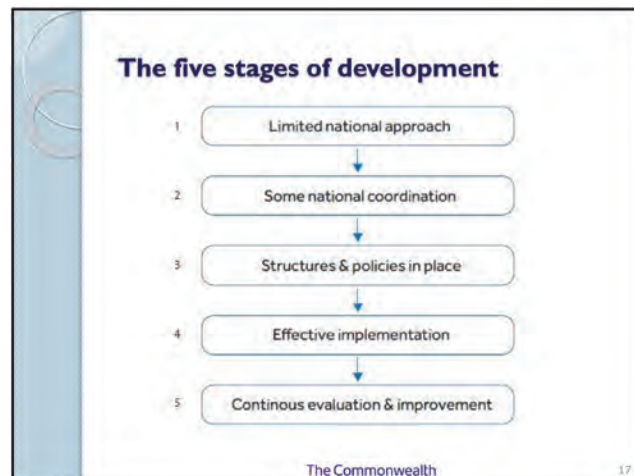 The five stages of development
1 Limited national approach
2 Some national coordination
3 Structures & policies in place
4 Effective implementation
5 Continous evaluation & improvement
The Commonwealth 17